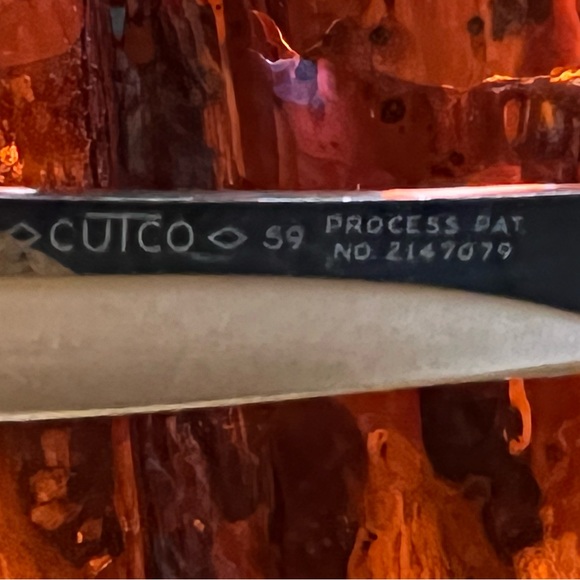 CUTCO 59 PROCESS PAT.
NO. 2147079